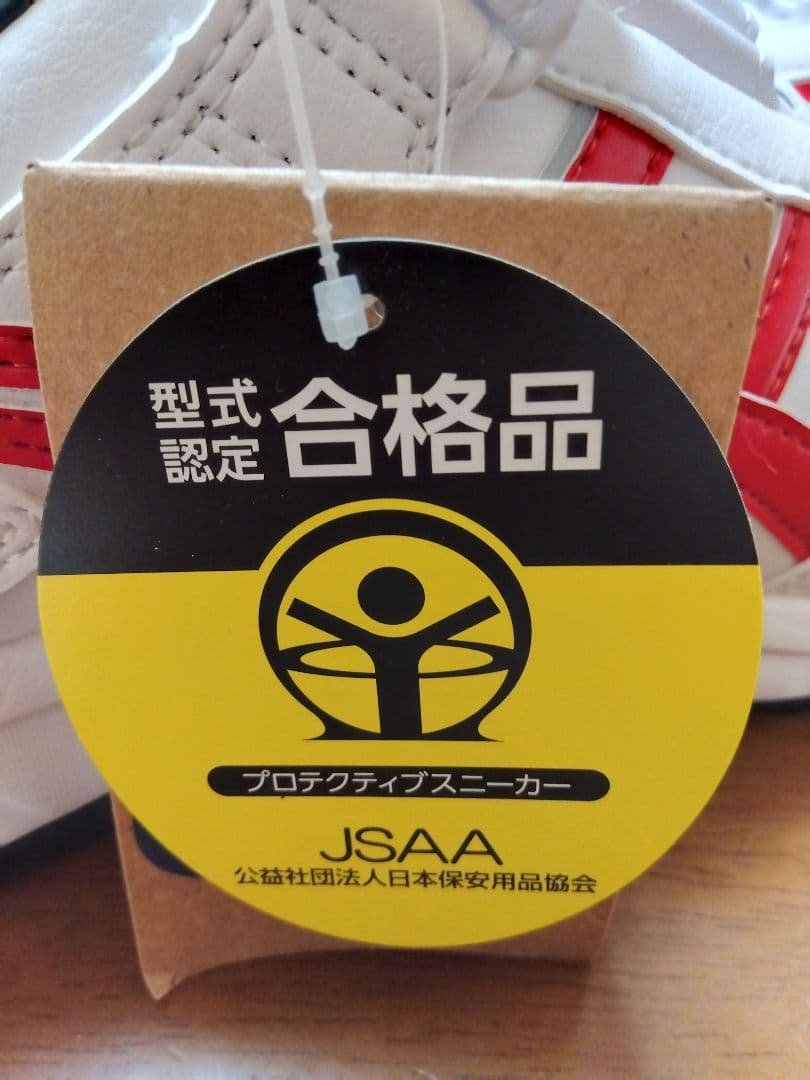 型式
認定 合格品
プロテクティブスニーカー
JSAA
公益社団法人日本保安用品協会